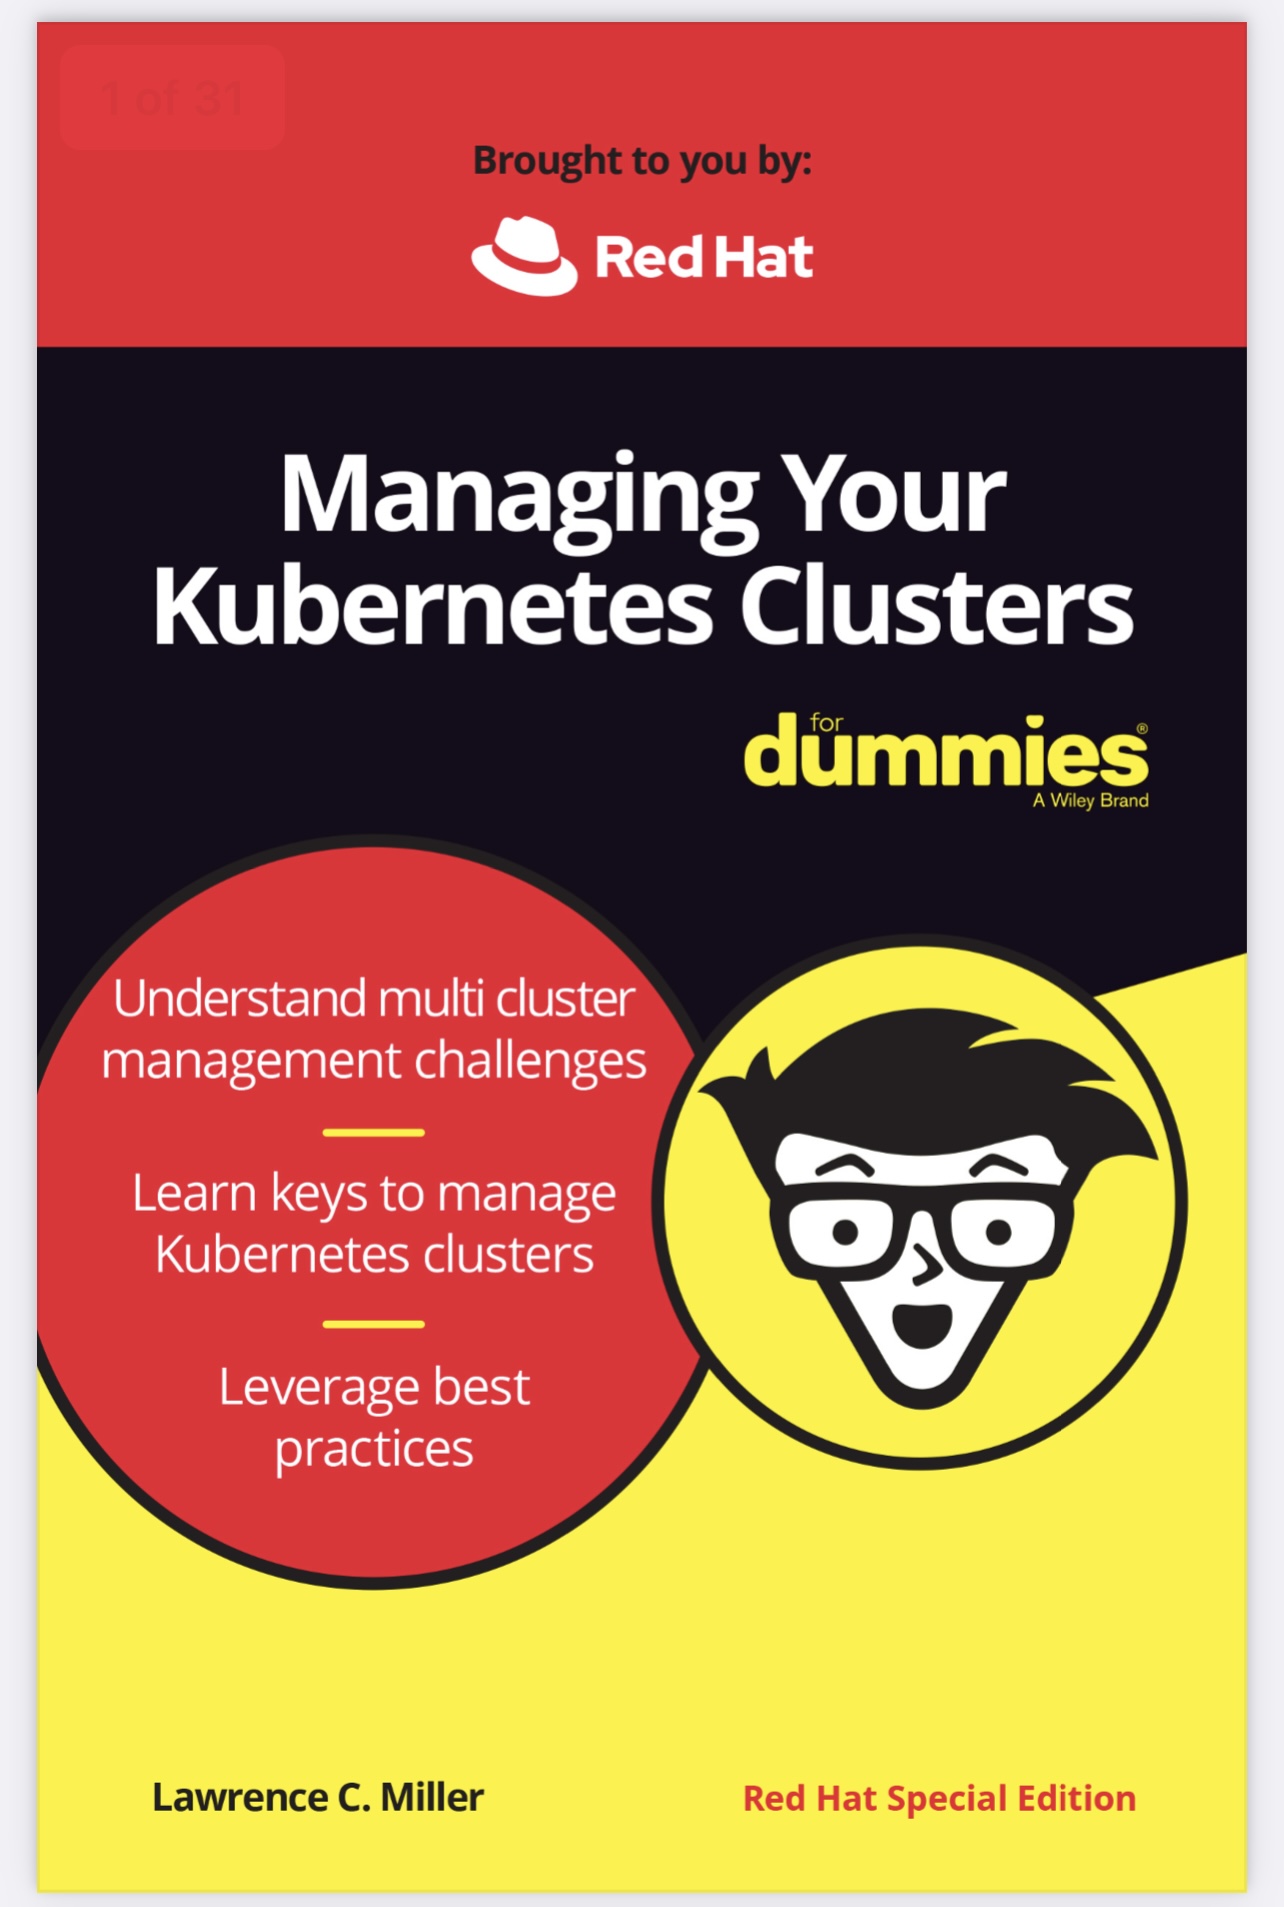 1 of 31
Brought to you by:
Red Hat
Managing Your
Kubernetes Clusters
for
dummies®
A Wiley Brand
Understand multi cluster
management challenges
Learn keys to manage
Kubernetes clusters
Leverage best
practices
Lawrence C. Miller
Red Hat Special Edition